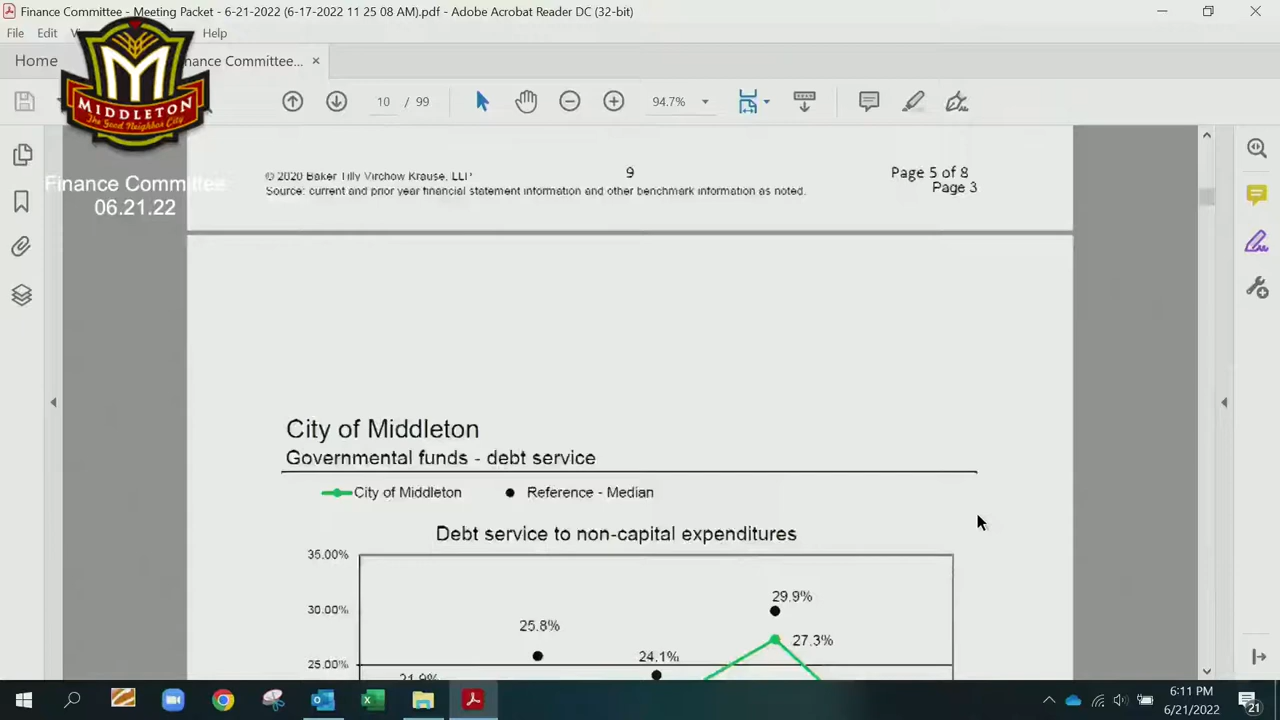 Finance Committee - Meeting Packet - 6-21-2022 (6-17-2022 11 25 08 AM).pdf - Adobe Acrobat Reader DC (32-bit)
File Edit Help
Home nance Committee...
10 / 99 94.7%
MIDDLETON
The Good Neighbor City
Finance Committee
06.21.22
© 2020 Baker Tilly Virchow Krause, LLP 9 Page 5 of 8
Source: current and prior year financial statement information and other benchmark information as noted. Page 3
City of Middleton
Governmental funds - debt service
City of Middleton Reference - Median
Debt service to non-capital expenditures
35.00%
30.00%
29.9%
25.8%
27.3%
24.1%
25.00%
21.9%
6:11 PM
6/21/2022
21